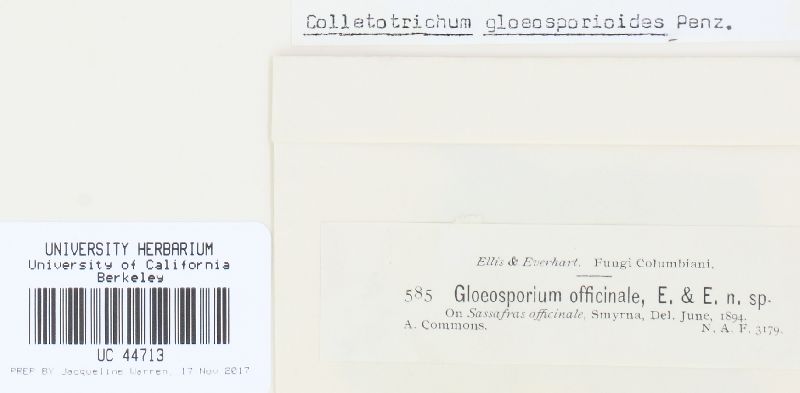 Colletotrichum gloeosporioides Penz.
Ellis & Everhart. Fungi Columbiani.
585 Gloeosporium officinale, E. & E. n. sp.
On Sassafras officinale, Smyrna, Del. June, 1894.
A. Commons. N. A. F. 3179.
UNIVERSITY HERBARIUM
University of California
Berkeley
UC 44713
PREP BY Jacqueline Warren, 17 Nov 2017